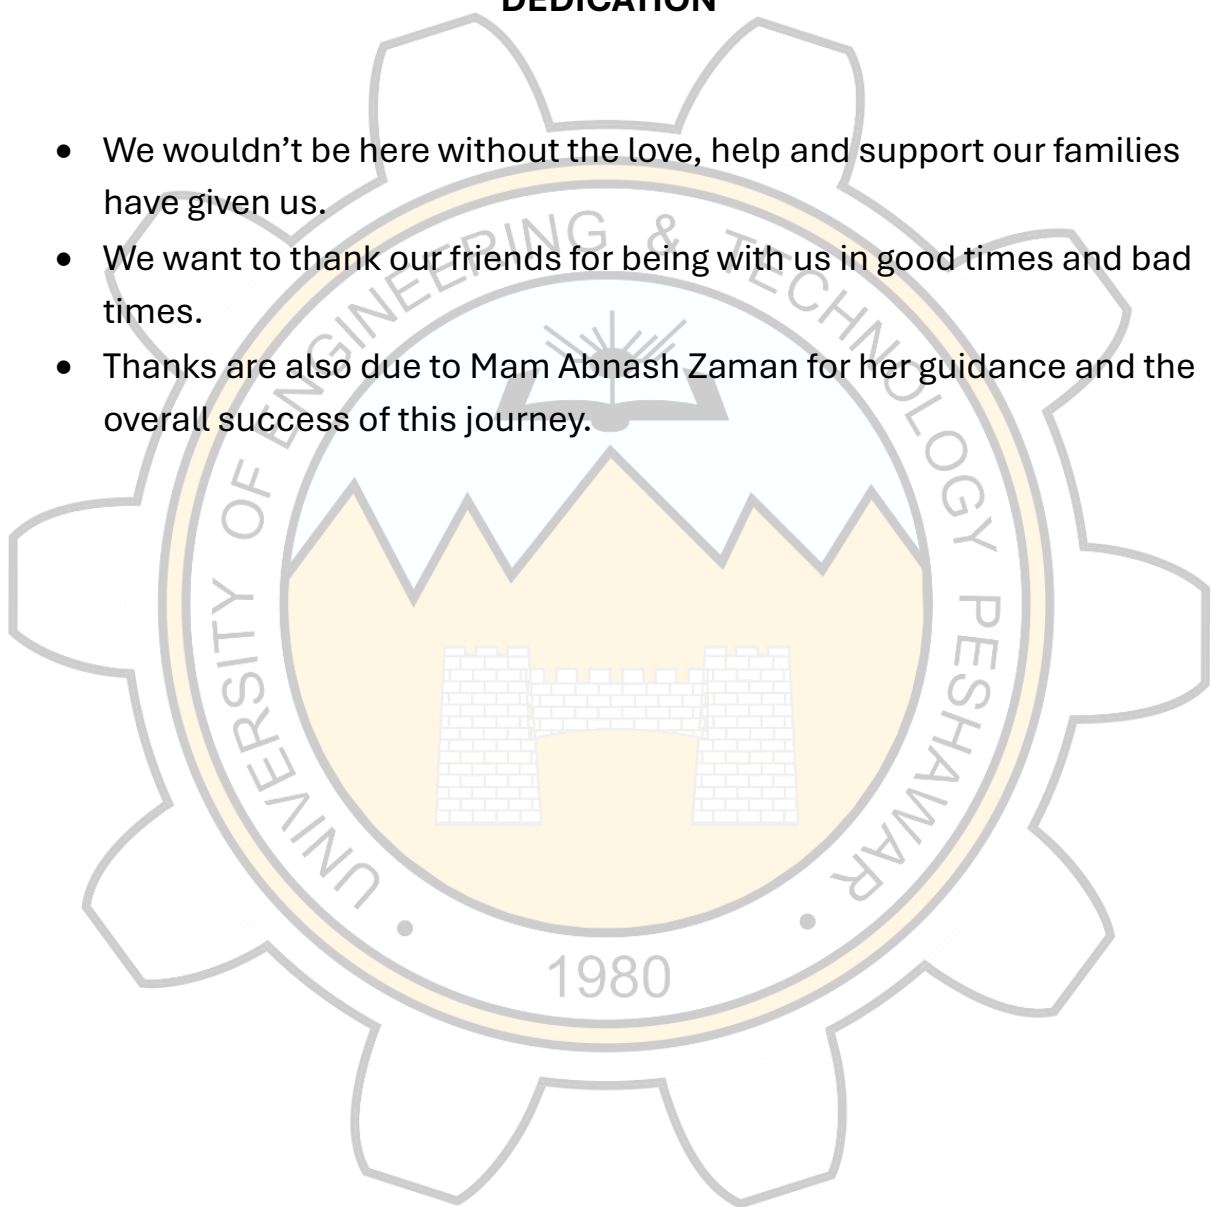 DEDICATION
• We wouldn’t be here without the love, help and support our families
have given us.
• We want to thank our friends for being with us in good times and bad
times.
• Thanks are also due to Mam Abnash Zaman for her guidance and the
overall success of this journey.
UNIVERSITY OF ENGINEERING & TECHNOLOGY PESHAWAR
1980